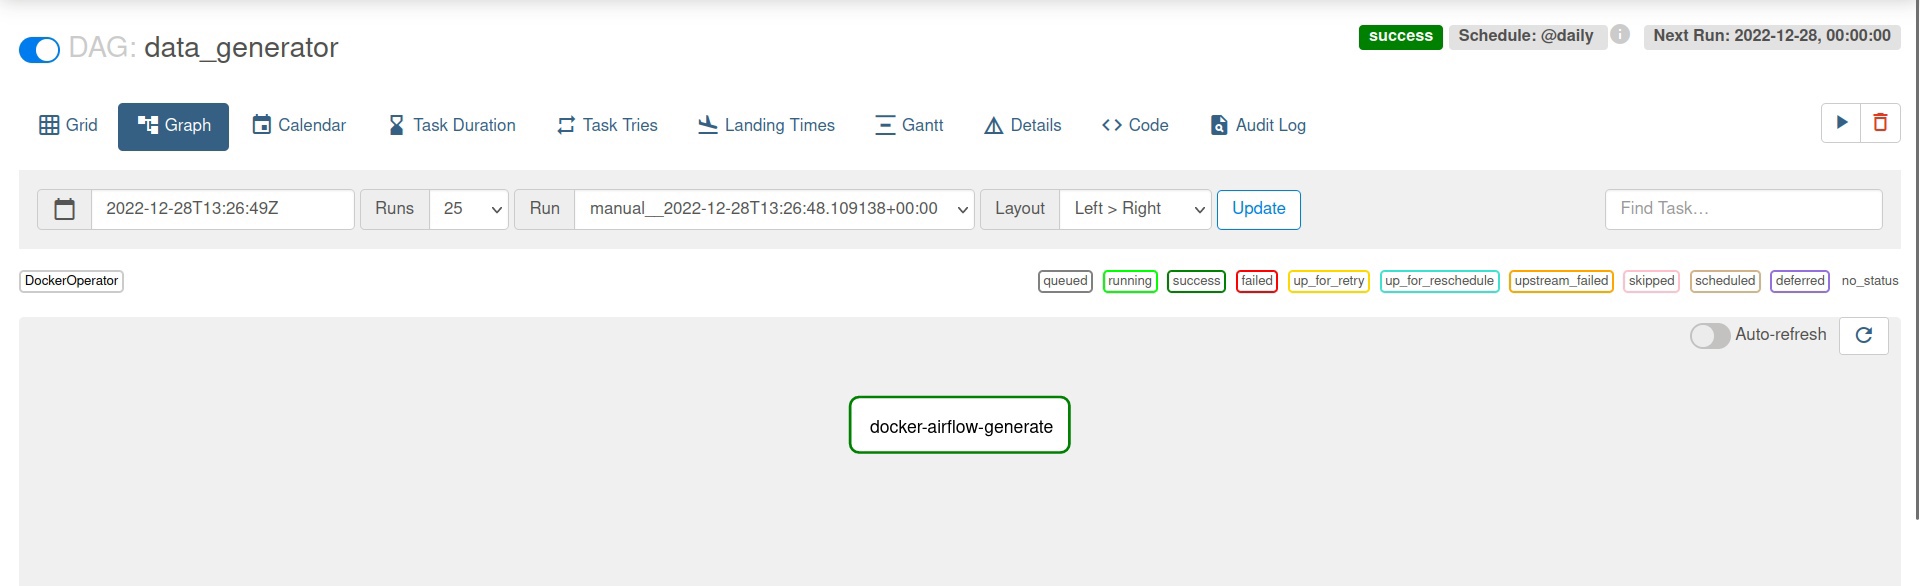 DAG: data_generator
success Schedule: @daily i Next Run: 2022-12-28, 00:00:00
Grid Graph Calendar Task Duration Task Tries Landing Times Gantt Details Code Audit Log
2022-12-28T13:26:49Z Runs 25 Run manual__2022-12-28T13:26:48.109138+00:00 Layout Left > Right Update Find Task...
DockerOperator queued running success failed up_for_retry up_for_reschedule upstream_failed skipped scheduled deferred no_status
Auto-refresh
docker-airflow-generate